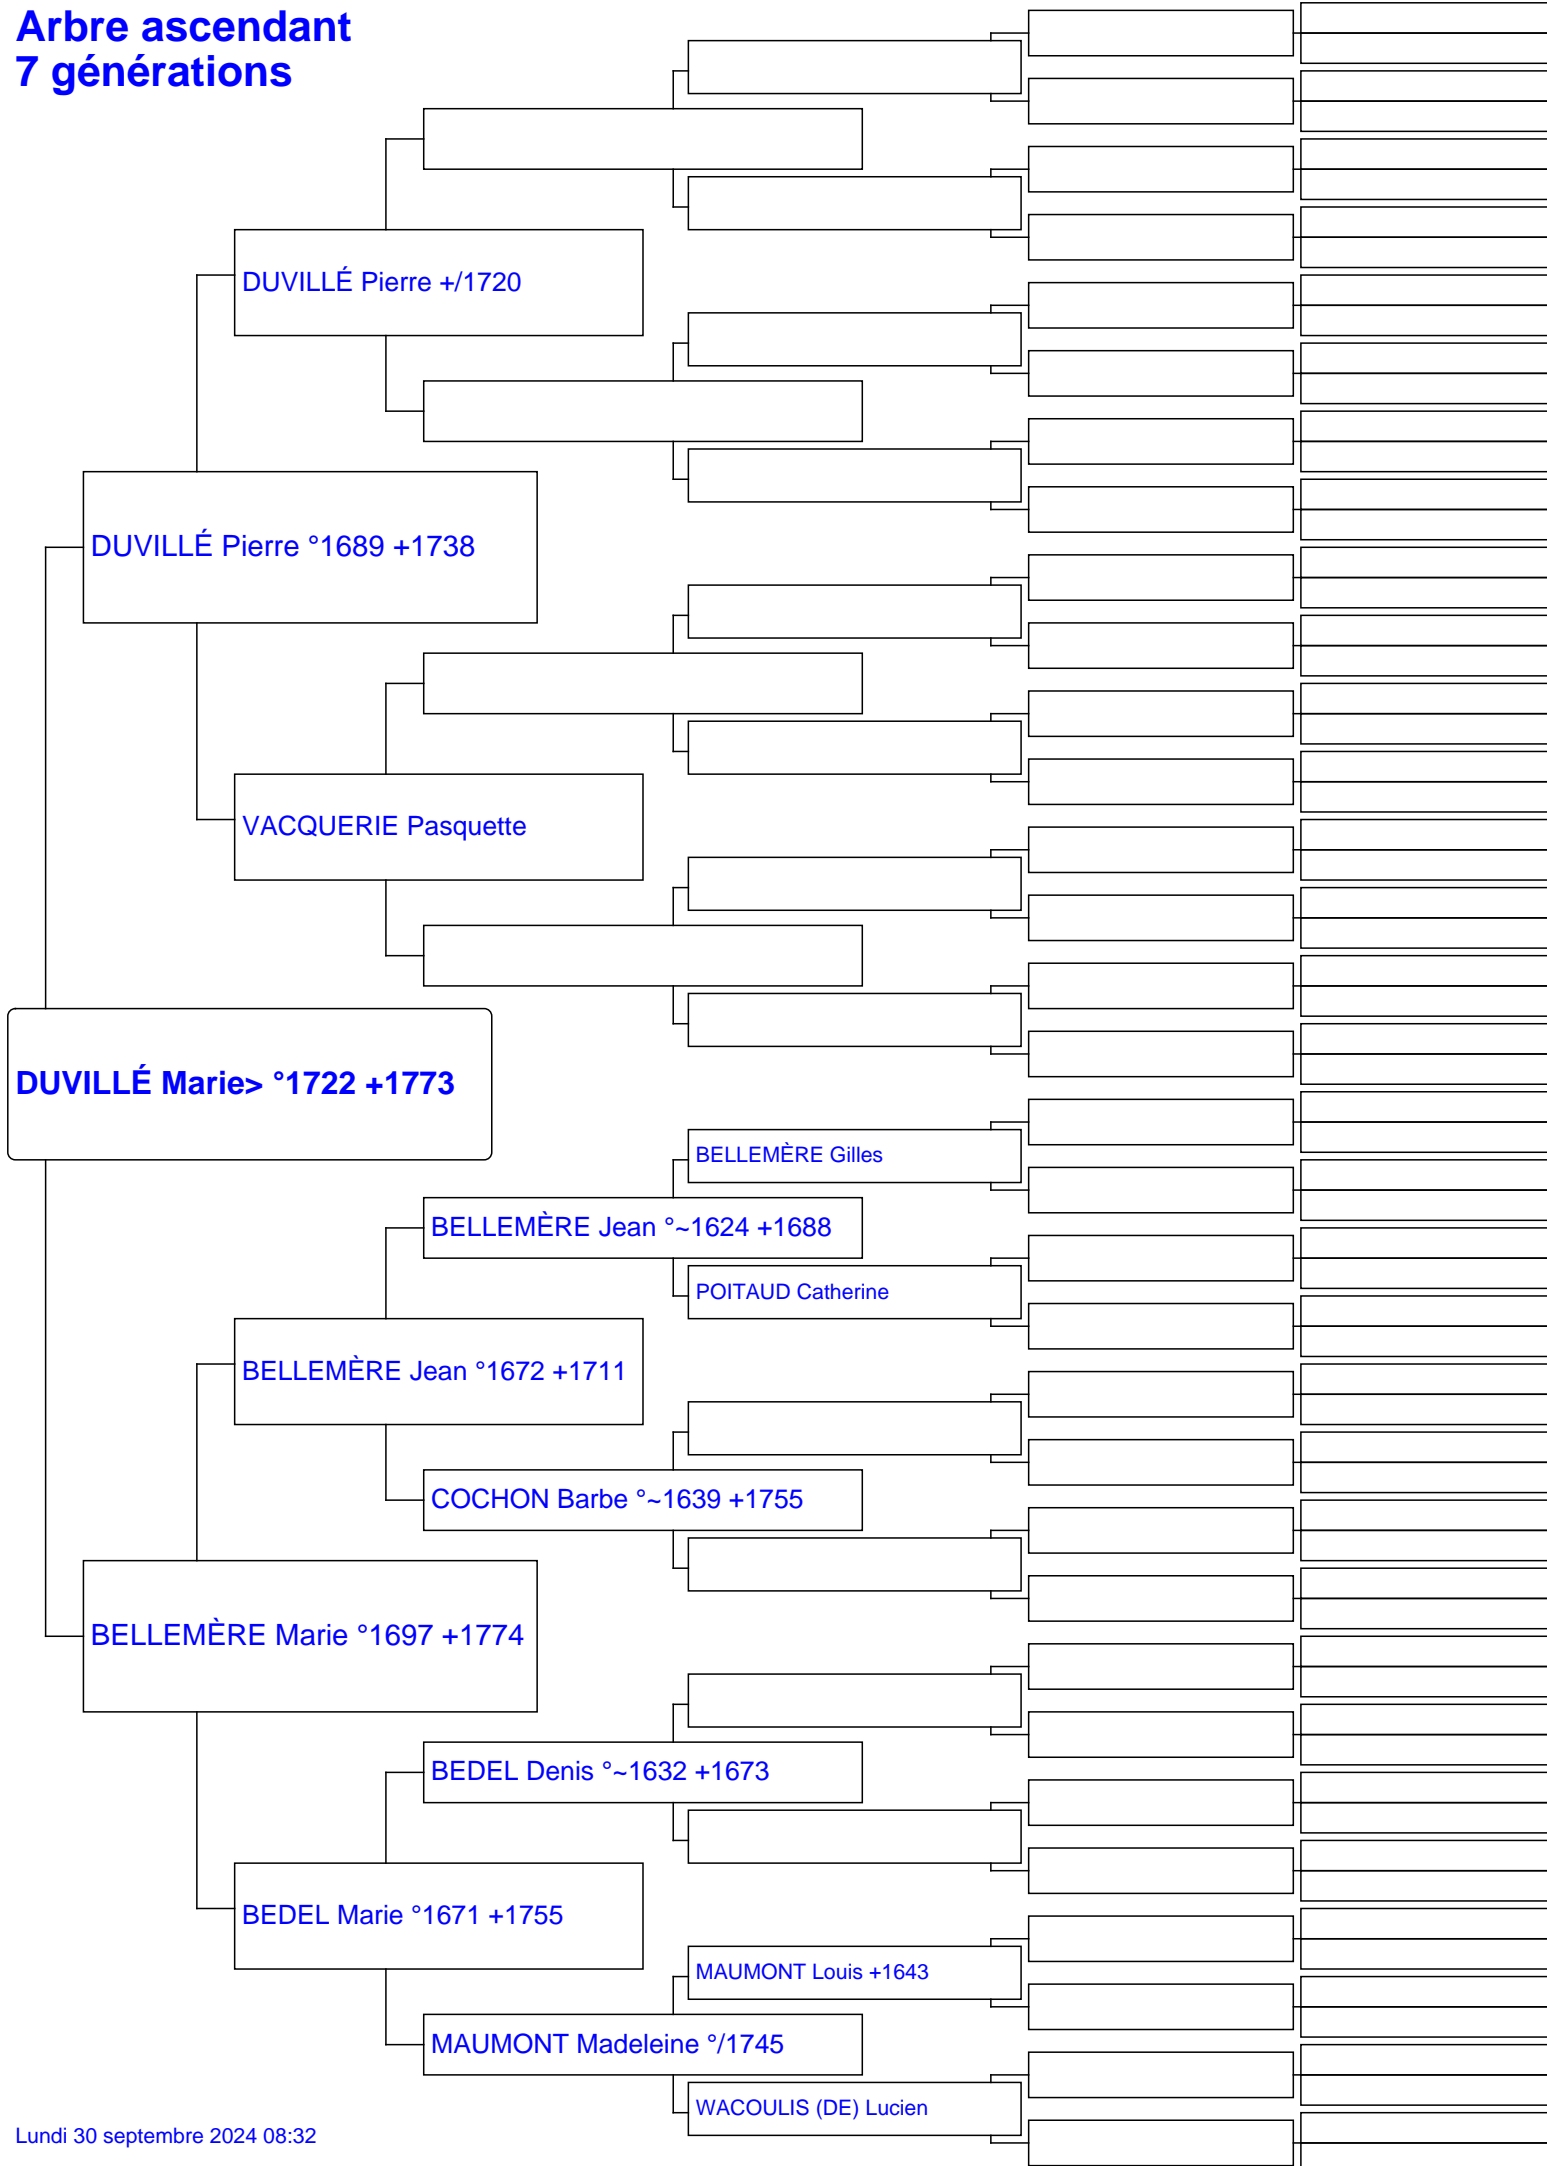 Arbre ascendant
7 générations
DUVILLÉ Pierre +/1720
DUVILLÉ Pierre °1689 +1738
VACQUERIE Pasquette
DUVILLÉ Marie> °1722 +1773
BELLEMÈRE Gilles
BELLEMÈRE Jean °~1624 +1688
POITAUD Catherine
BELLEMÈRE Jean °1672 +1711
COCHON Barbe °~1639 +1755
BELLEMÈRE Marie °1697 +1774
BEDEL Denis °~1632 +1673
BEDEL Marie °1671 +1755
MAUMONT Louis +1643
MAUMONT Madeleine °/1745
WACOULIS (DE) Lucien
Lundi 30 septembre 2024 08:32